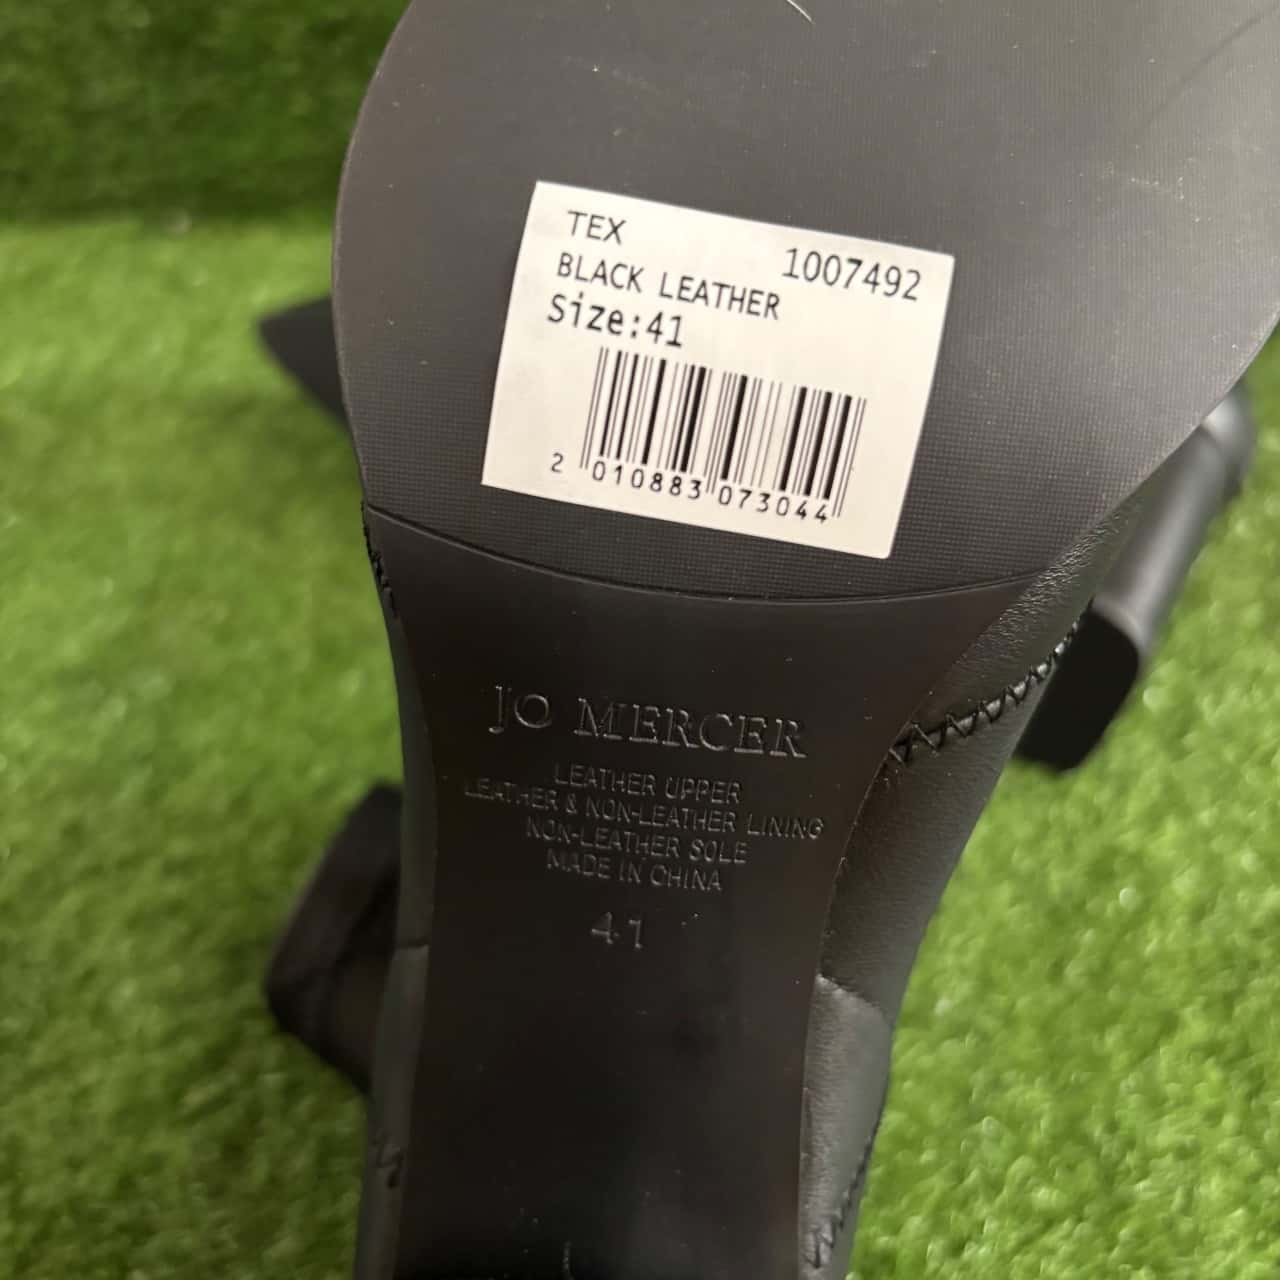 TEX
1007492
BLACK LEATHER
Size:41
2 010883 073044
JO MERCER
LEATHER UPPER
LEATHER & NON-LEATHER LINING
NON-LEATHER SOLE
MADE IN CHINA
41